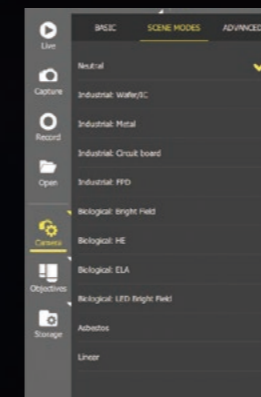 BASIC SCENE MODES ADVANCED
Live
Capture
Record
Open
Camera
Objectives
Storage
Neutral
Industrial: Wafer/IC
Industrial: Metal
Industrial: Circuit board
Industrial: FPD
Biological: Bright Field
Biological: HE
Biological: ELA
Biological: LED Bright Field
Asbestos
Linear